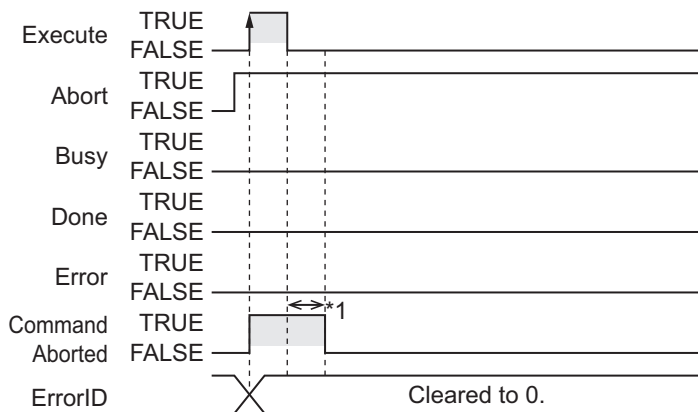 Execute TRUE
FALSE
Abort TRUE
FALSE
Busy TRUE
FALSE
Done TRUE
FALSE
Error TRUE
FALSE
*1
Command TRUE
Aborted FALSE
ErrorID Cleared to 0.